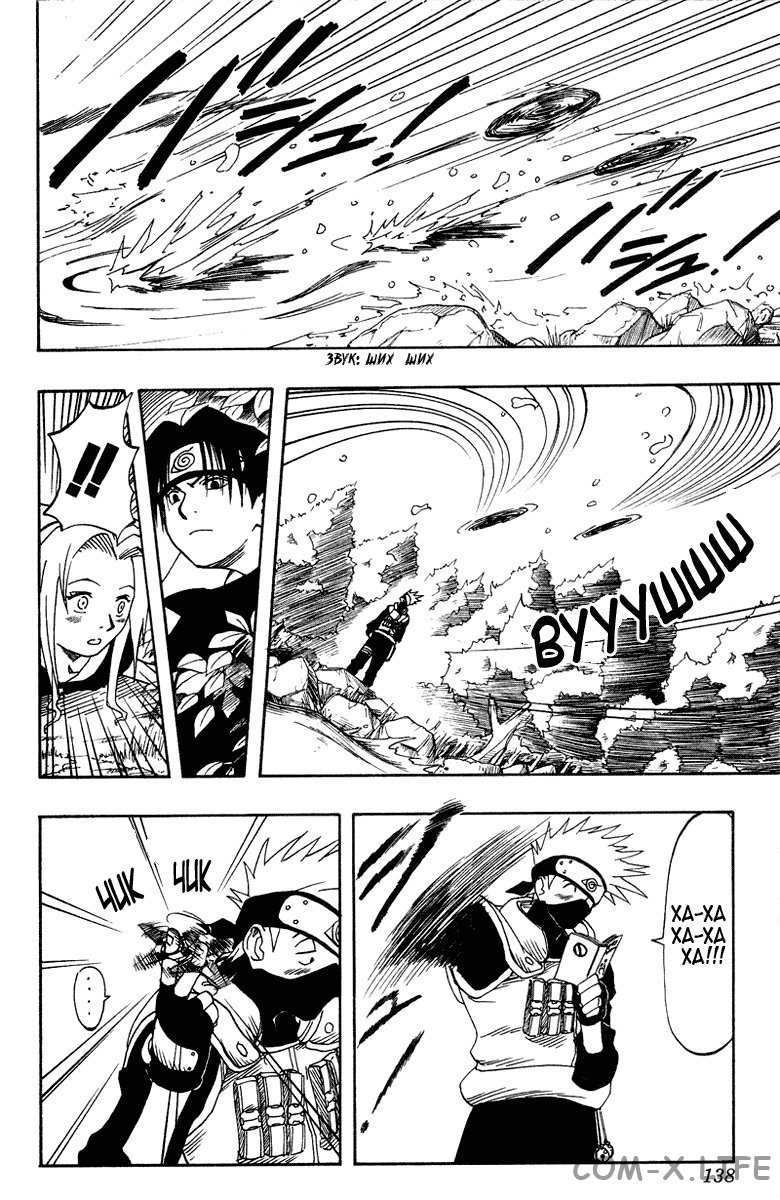 バシュ!
バシュ!
ЗВУК: ШИХ ШИХ
!!
ВУУУШШШ
ЧИК ЧИК
....
ХА-ХА
ХА-ХА
ХА!!!
138
COM-X.LIFE